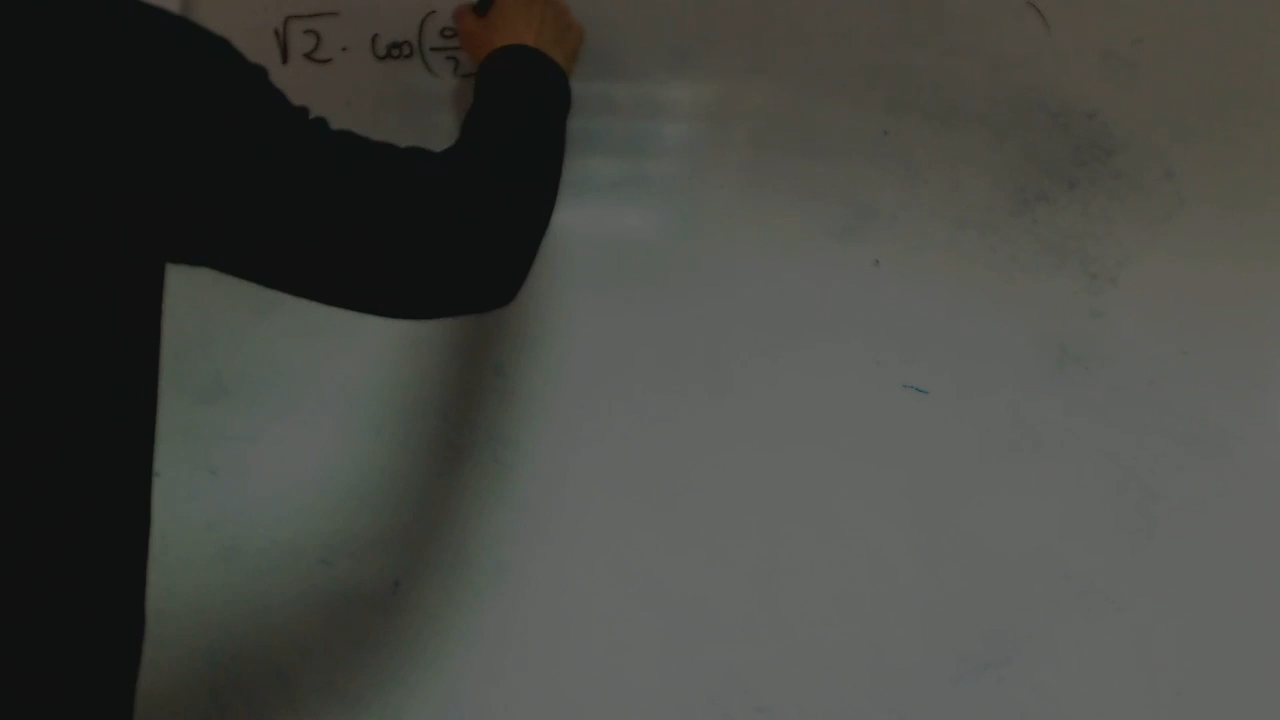 √2 · cos(